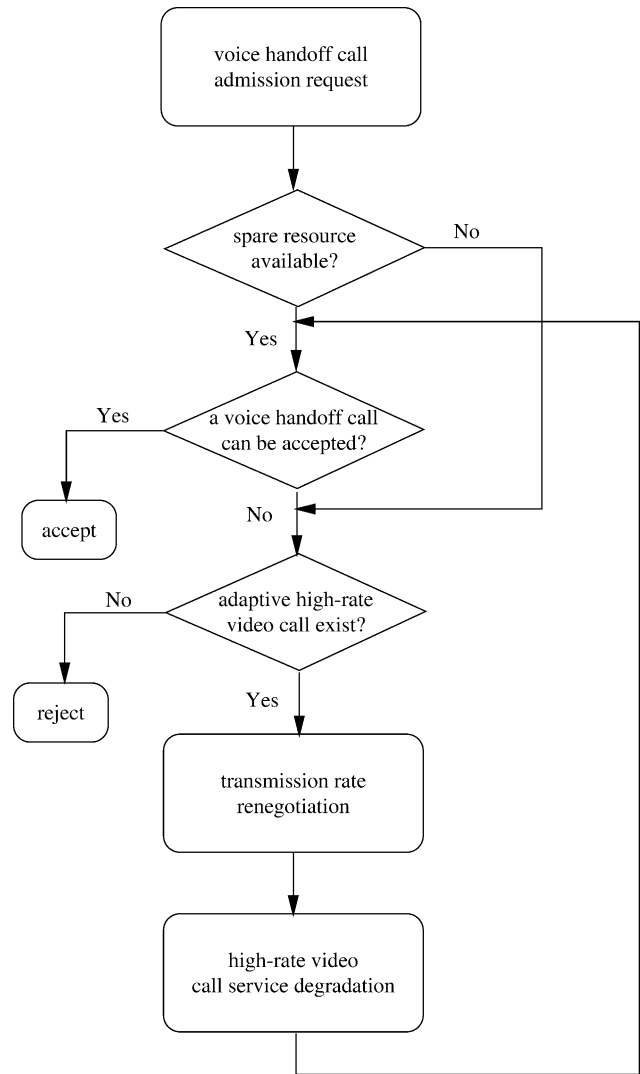 voice handoff call
admission request
spare resource
available?
No
Yes
a voice handoff call
can be accepted?
Yes
accept
No
adaptive high-rate
video call exist?
No
reject
Yes
transmission rate
renegotiation
high-rate video
call service degradation